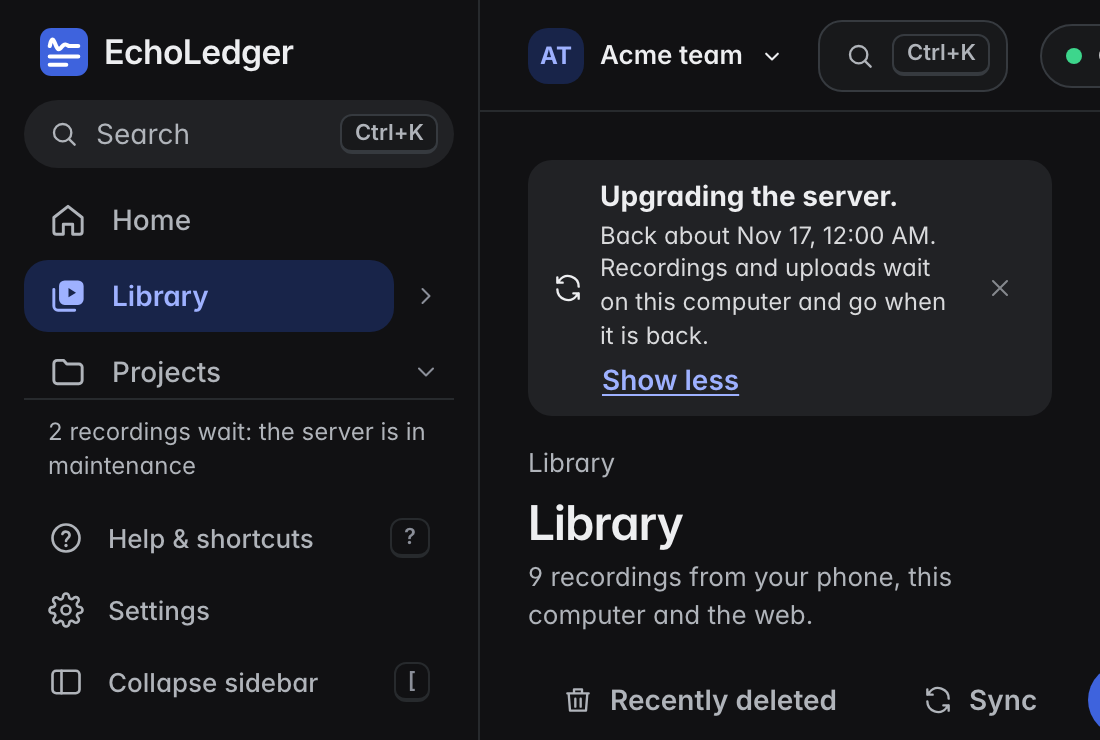 EchoLedger
Search Ctrl+K
Home
Library
Projects
2 recordings wait: the server is in
maintenance
Help & shortcuts ?
Settings
Collapse sidebar [
AT Acme team Ctrl+K
Upgrading the server.
Back about Nov 17, 12:00 AM.
Recordings and uploads wait
on this computer and go when
it is back.
Show less
Library
Library
9 recordings from your phone, this
computer and the web.
Recently deleted Sync